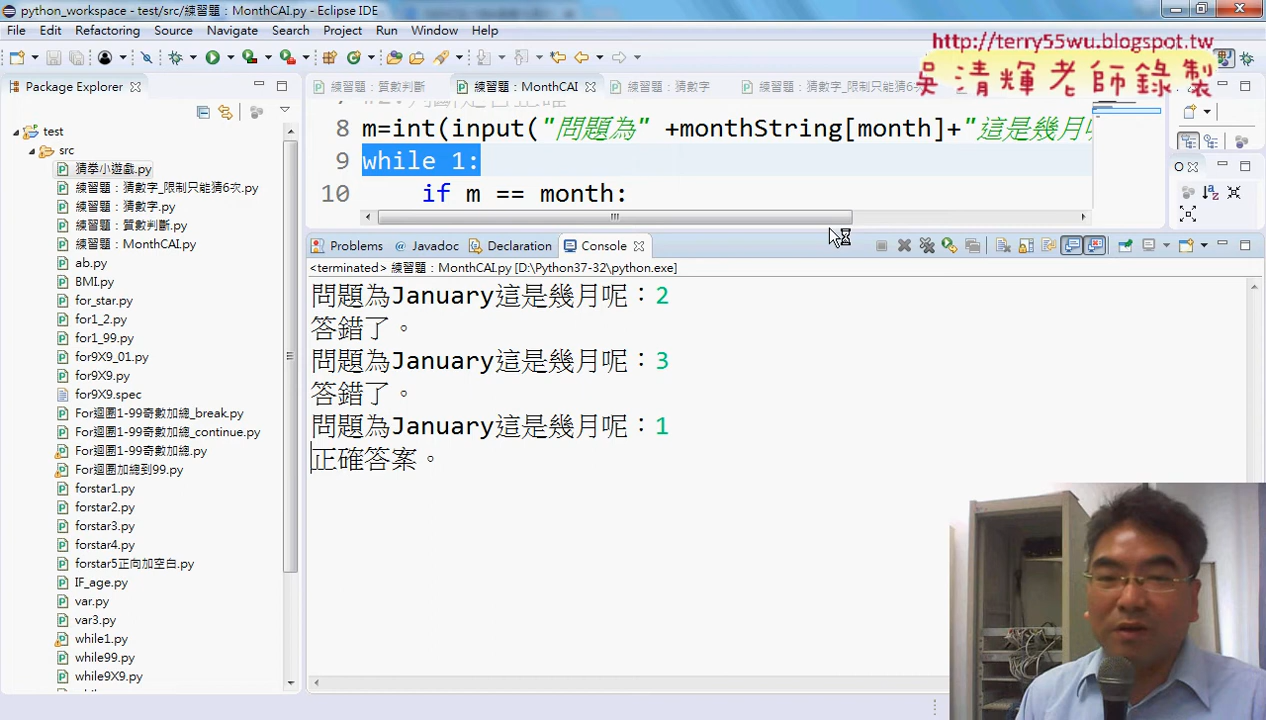 python_workspace - test/src/練習題：MonthCAI.py - Eclipse IDE
File Edit Refactoring Source Navigate Search Project Run Window Help
http://terry55wu.blogspot.tw
吳清輝老師錄製
Package Explorer
練習題：質數判斷
練習題：MonthCAI
練習題：猜數字
練習題：猜數字_限制只能猜6次
test
src
猜拳小遊戲.py
練習題：猜數字_限制只能猜6次.py
練習題：猜數字.py
練習題：質數判斷.py
練習題：MonthCAI.py
ab.py
BMI.py
for_star.py
for1_2.py
for1_99.py
for9X9_01.py
for9X9.py
for9X9.spec
For迴圈1-99奇數加總_break.py
For迴圈1-99奇數加總_continue.py
For迴圈1-99奇數加總.py
For迴圈加總到99.py
forstar1.py
forstar2.py
forstar3.py
forstar4.py
forstar5正向加空白.py
IF_age.py
var.py
var3.py
while1.py
while99.py
while9X9.py
8 m=int(input("問題為" +monthString[month]+"這是幾月呢
9 while 1:
10 if m == month:
Problems Javadoc Declaration Console
<terminated> 練習題：MonthCAI.py [D:\Python37-32\python.exe]
問題為January這是幾月呢：2
答錯了。
問題為January這是幾月呢：3
答錯了。
問題為January這是幾月呢：1
正確答案。